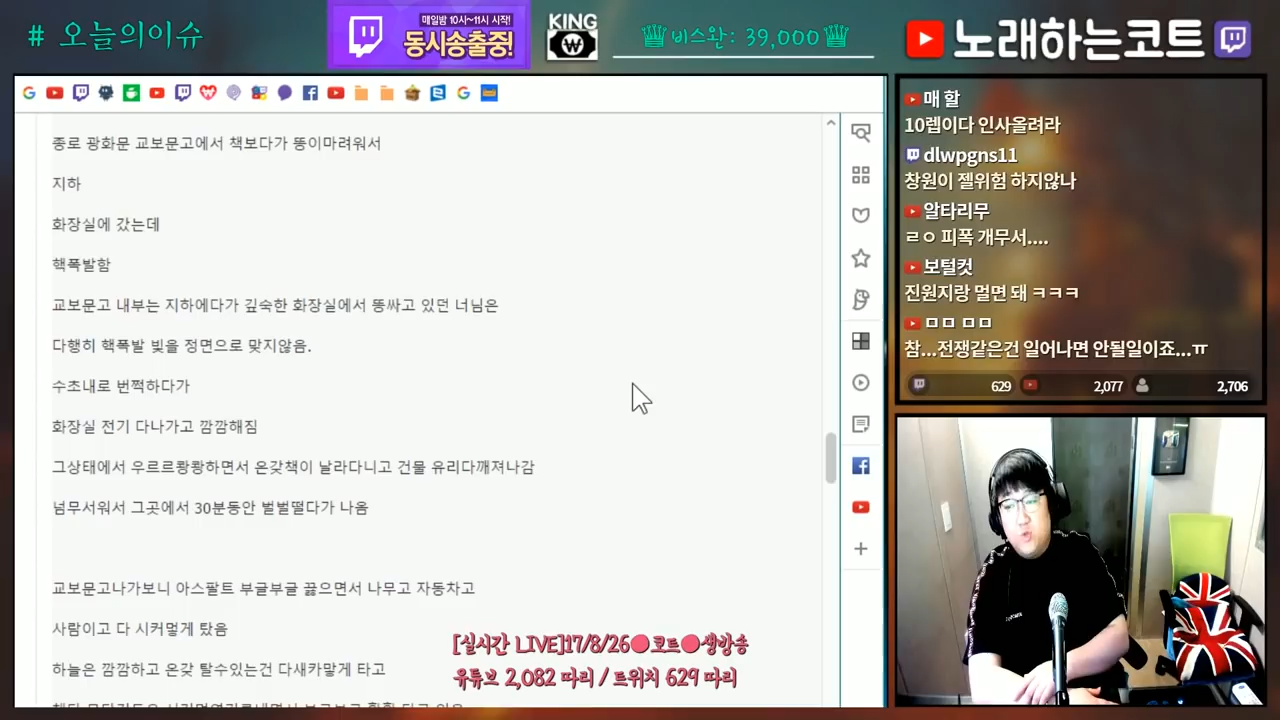 # 오늘의이슈
매일밤 10시~11시 시작!
동시송출중!
KING
₩
비스완: 39,000
노래하는코트
종로 광화문 교보문고에서 책보다가 똥이마려워서
지하
화장실에 갔는데
핵폭발함
교보문고 내부는 지하에다가 깊숙한 화장실에서 똥싸고 있던 너님은
다행히 핵폭발 빛을 정면으로 맞지않음.
수초내로 번쩍하다가
화장실 전기 다나가고 깜깜해짐
그상태에서 우르르쾅쾅하면서 온갖책이 날라다니고 건물 유리다깨져나감
넘무서워서 그곳에서 30분동안 벌벌떨다가 나옴
교보문고나가보니 아스팔트 부글부글 끓으면서 나무고 자동차고
사람이고 다 시커멓게 탔음
하늘은 깜깜하고 온갖 탈수있는건 다새카맣게 타고
[실시간 LIVE]17/8/26●코트●생방송
유튜브 2,082 따리 / 트위치 629 따리
매 할
10렙이다 인사올려라
dlwpgns11
창원이 젤위험 하지않나
알타리무
ㄹㅇ 피폭 개무서....
보털컷
진원지랑 멀면 돼 ㅋㅋㅋ
ㅁㅁ ㅁㅁ
참...전쟁같은건 일어나면 안될일이죠...ㅠ
629 2,077 2,706